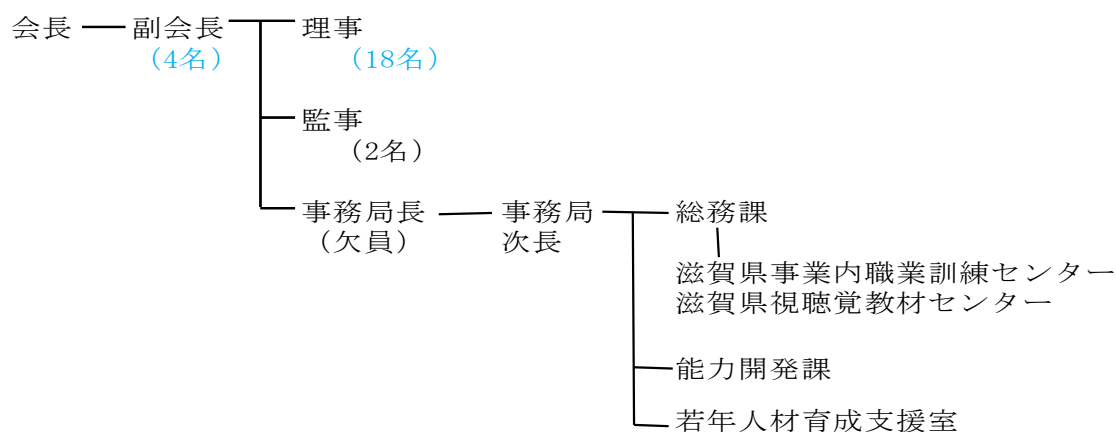 会長 副会長 理事
（4名） （18名）
監事
（2名）
事務局長 事務局 総務課
（欠員） 次長
滋賀県事業内職業訓練センター
滋賀県視聴覚教材センター
能力開発課
若年人材育成支援室